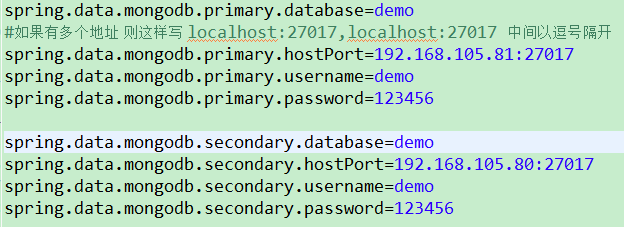 spring.data.mongodb.primary.database=demo
#如果有多个地址 则这样写 localhost:27017,localhost:27017 中间以逗号隔开
spring.data.mongodb.primary.hostPort=192.168.105.81:27017
spring.data.mongodb.primary.username=demo
spring.data.mongodb.primary.password=123456
spring.data.mongodb.secondary.database=demo
spring.data.mongodb.secondary.hostPort=192.168.105.80:27017
spring.data.mongodb.secondary.username=demo
spring.data.mongodb.secondary.password=123456